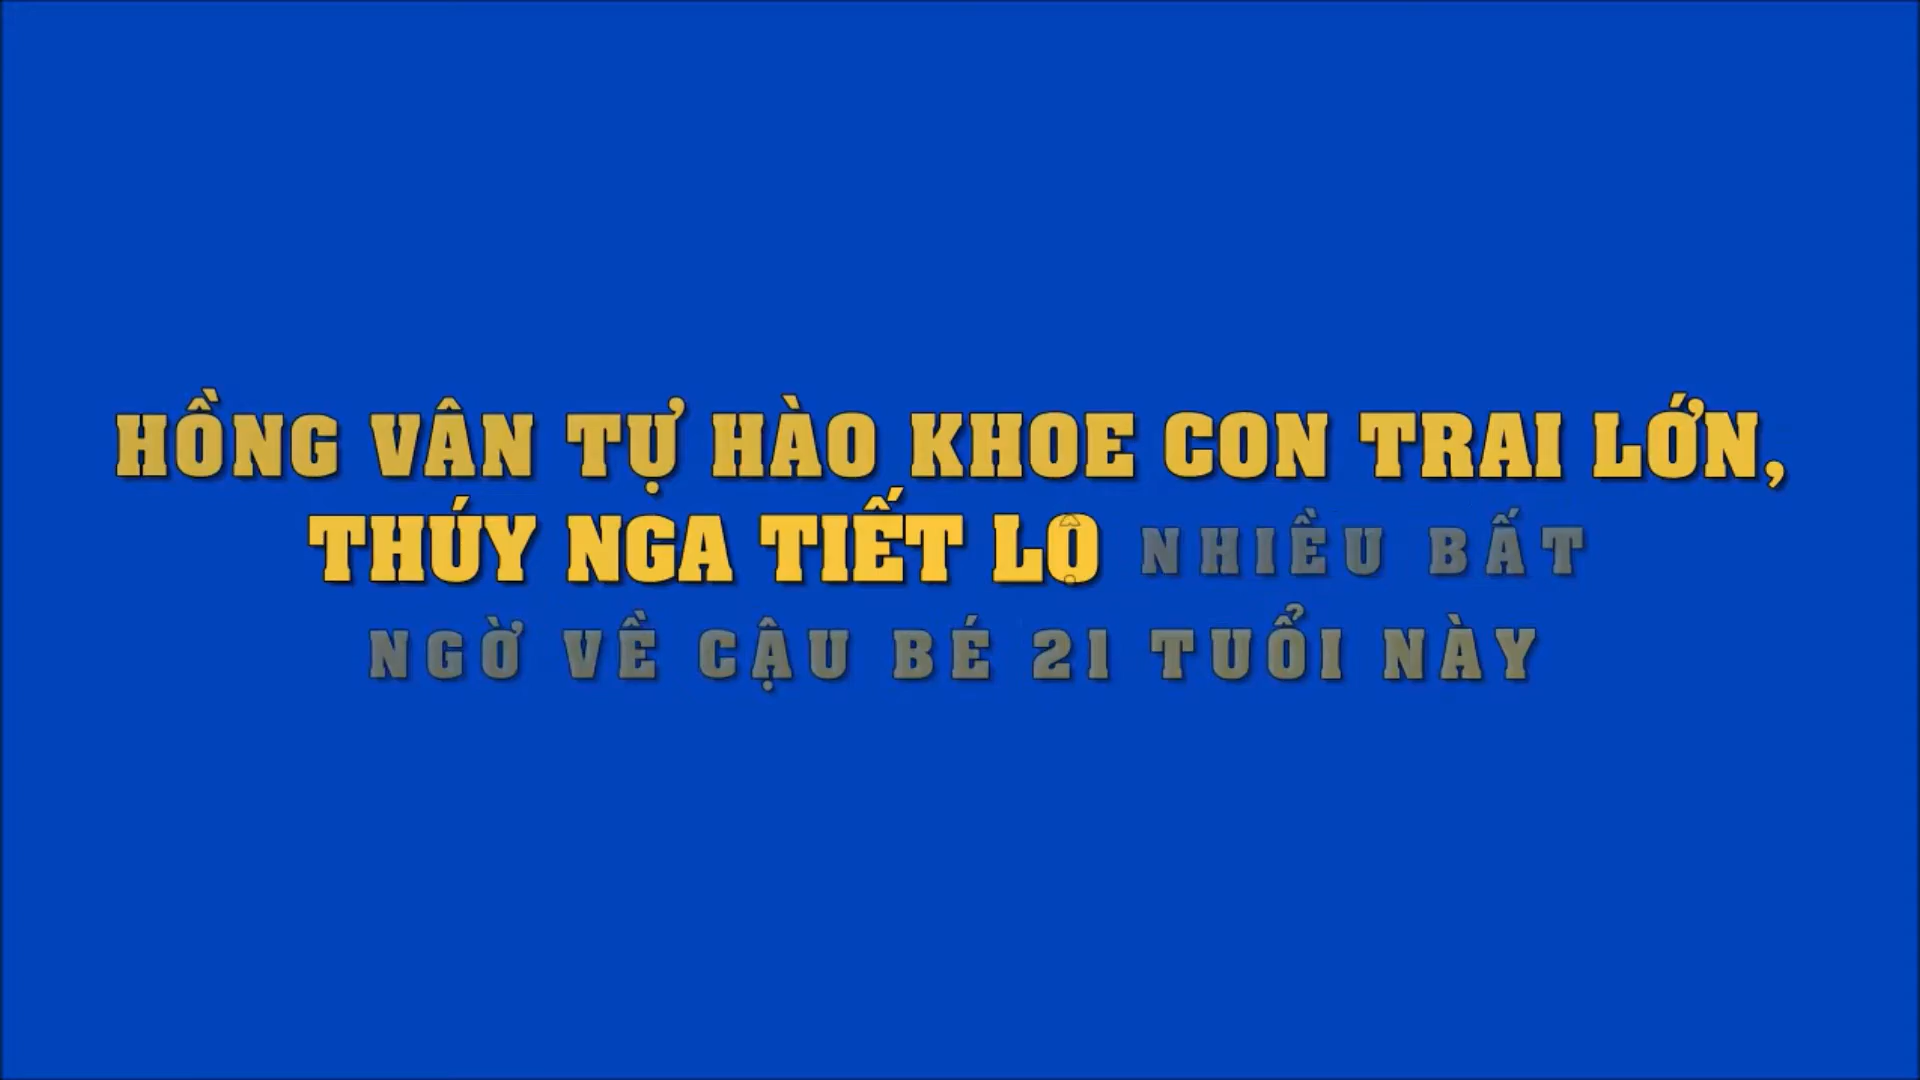 HỒNG VÂN TỰ HÀO KHOE CON TRAI LỚN,
THÚY NGA TIẾT LỘ NHIỀU BẤT
NGỜ VỀ CẬU BÉ 21 TUỔI NÀY